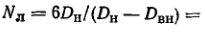 Nл = 6Dн/(Dн − Dвн) =